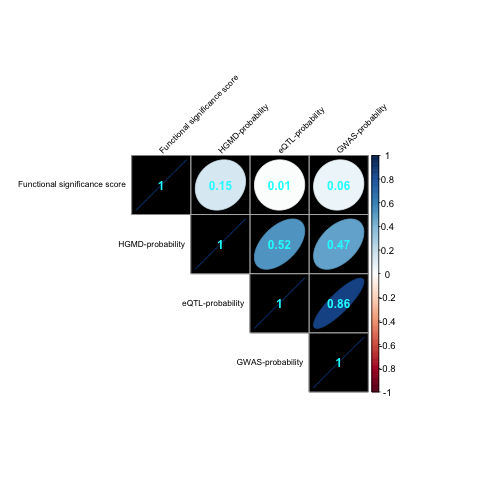 Functional significance score
HGMD-probability
eQTL-probability
GWAS-probability
Functional significance score 1 0.15 0.01 0.06
HGMD-probability 1 0.52 0.47
eQTL-probability 1 0.86
GWAS-probability 1
1
0.8
0.6
0.4
0.2
0
-0.2
-0.4
-0.6
-0.8
-1